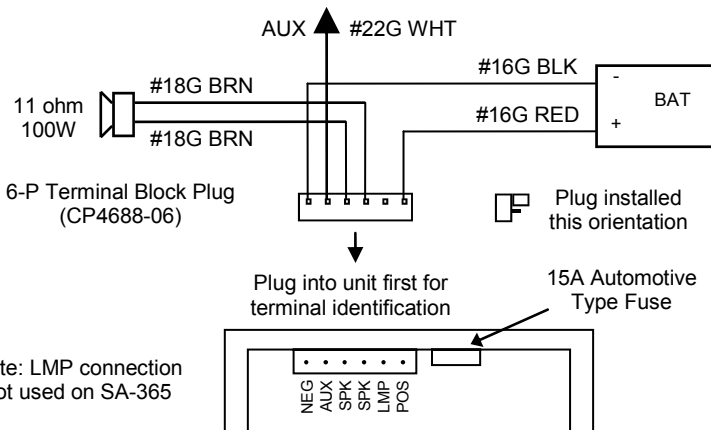 AUX #22G WHT
#16G BLK
#18G BRN
- BAT
11 ohm
100W
#16G RED
+
#18G BRN
6-P Terminal Block Plug
(CP4688-06)
Plug installed
this orientation
Plug into unit first for
terminal identification
15A Automotive
Type Fuse
te: LMP connection
ot used on SA-365
NEG
AUX
SPK
SPK
LMP
POS